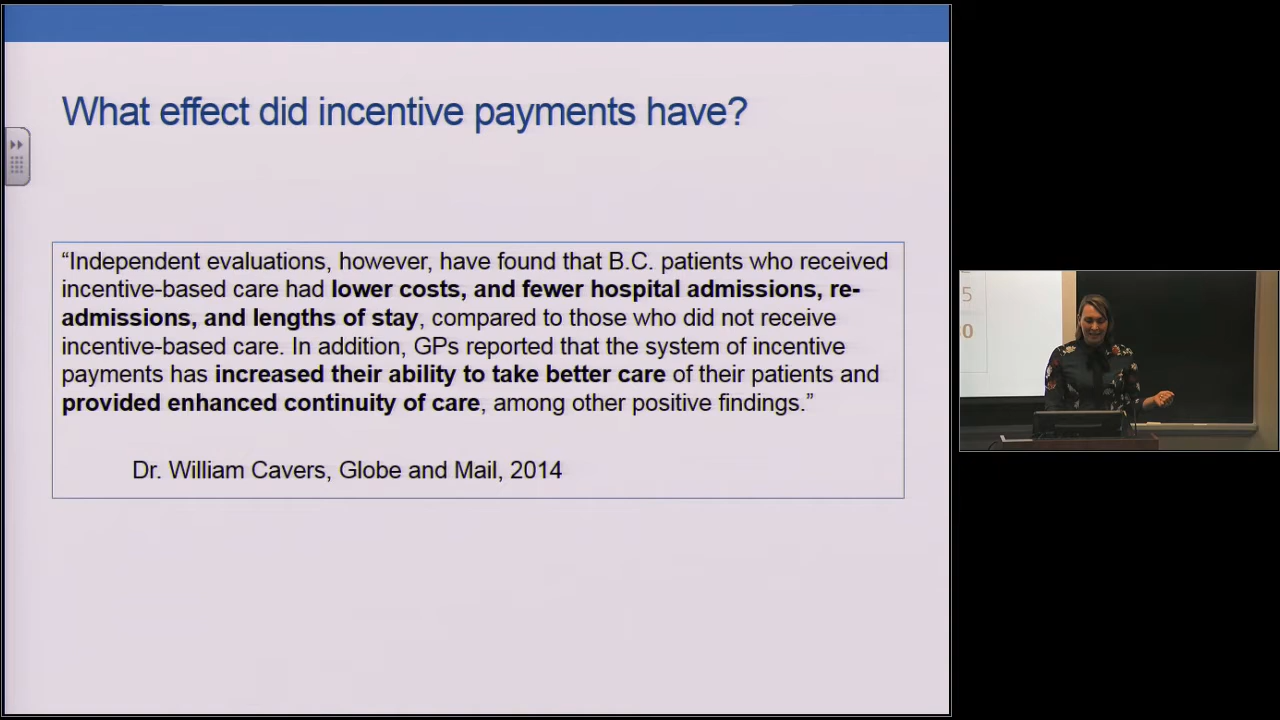 What effect did incentive payments have?
“Independent evaluations, however, have found that B.C. patients who received
incentive-based care had lower costs, and fewer hospital admissions, re-
admissions, and lengths of stay, compared to those who did not receive
incentive-based care. In addition, GPs reported that the system of incentive
payments has increased their ability to take better care of their patients and
provided enhanced continuity of care, among other positive findings.”
Dr. William Cavers, Globe and Mail, 2014
5
0